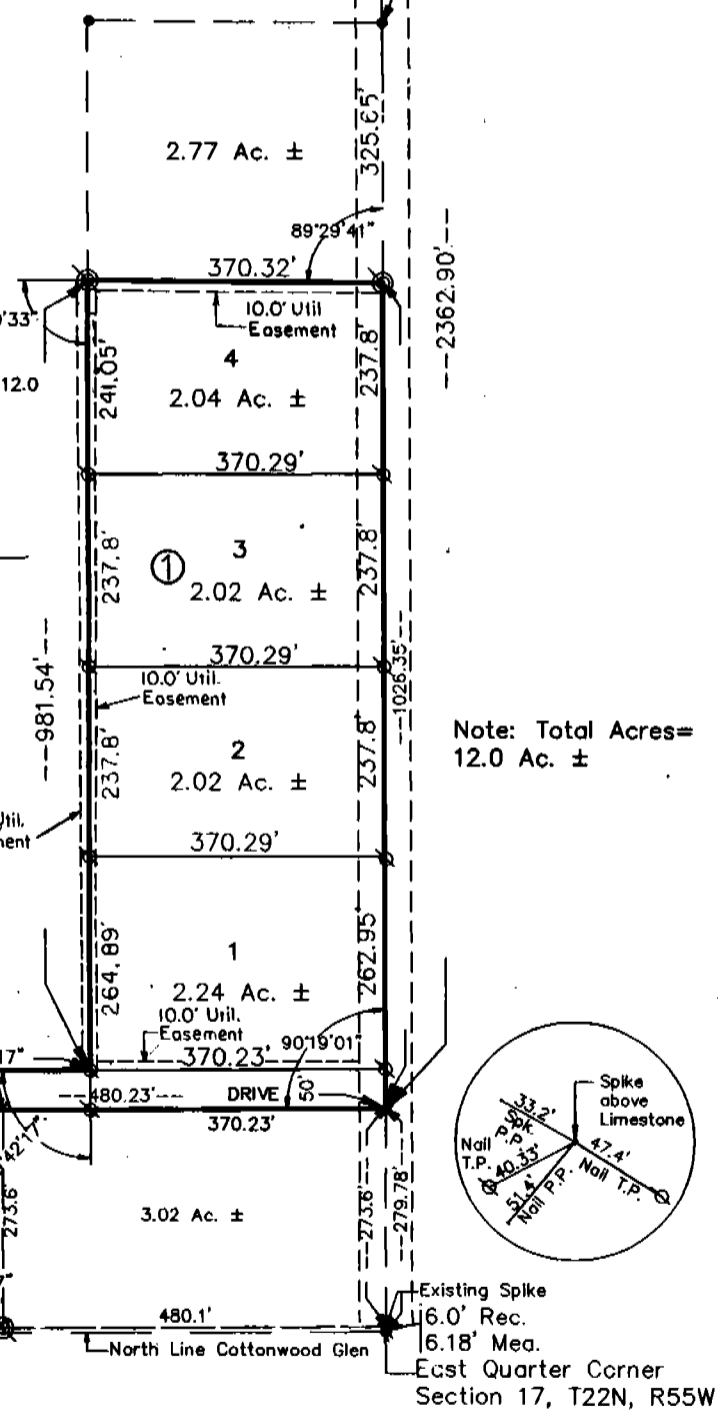 325.65'
2.77 Ac. ±
89°29'41"
370.32'
---2362.90'---
10.0' Util
Easement
'33"
4
2.04 Ac. ±
241.05'
237.8'
12.0
370.29'
3
①
2.02 Ac. ±
237.8'
237.8'
370.29'
10.0' Util.
Easement
---981.54'---
---1026.35'---
Note: Total Acres=
12.0 Ac. ±
2
2.02 Ac. ±
237.8'
237.8'
370.29'
264.89'
262.95'
1
2.24 Ac. ±
10.0' Util.
Easement
90°19'01"
17"
370.23'
---480.23'---
DRIVE
50'
370.23'
42'17"
273.6'
3.02 Ac. ±
---273.6'---
---279.78'---
480.1'
North Line Cottonwood Glen
Spike
above
Limestone
33.2'
Spk.
P.P.
Nail
T.P.
40.33'
51.4'
Nail P.P.
47.4'
Nail T.P.
Existing Spike
6.0' Rec.
6.18' Mea.
East Quarter Corner
Section 17, T22N, R55W